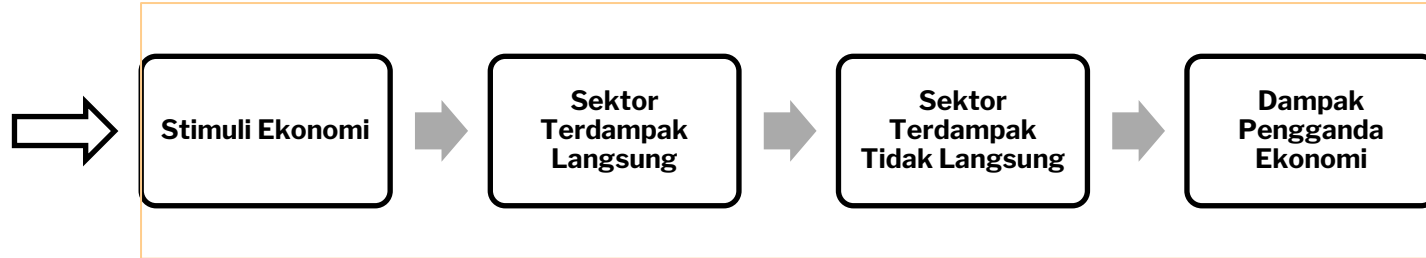 Stimuli Ekonomi
Sektor
Terdampak
Langsung
Sektor
Terdampak
Tidak Langsung
Dampak
Pengganda
Ekonomi